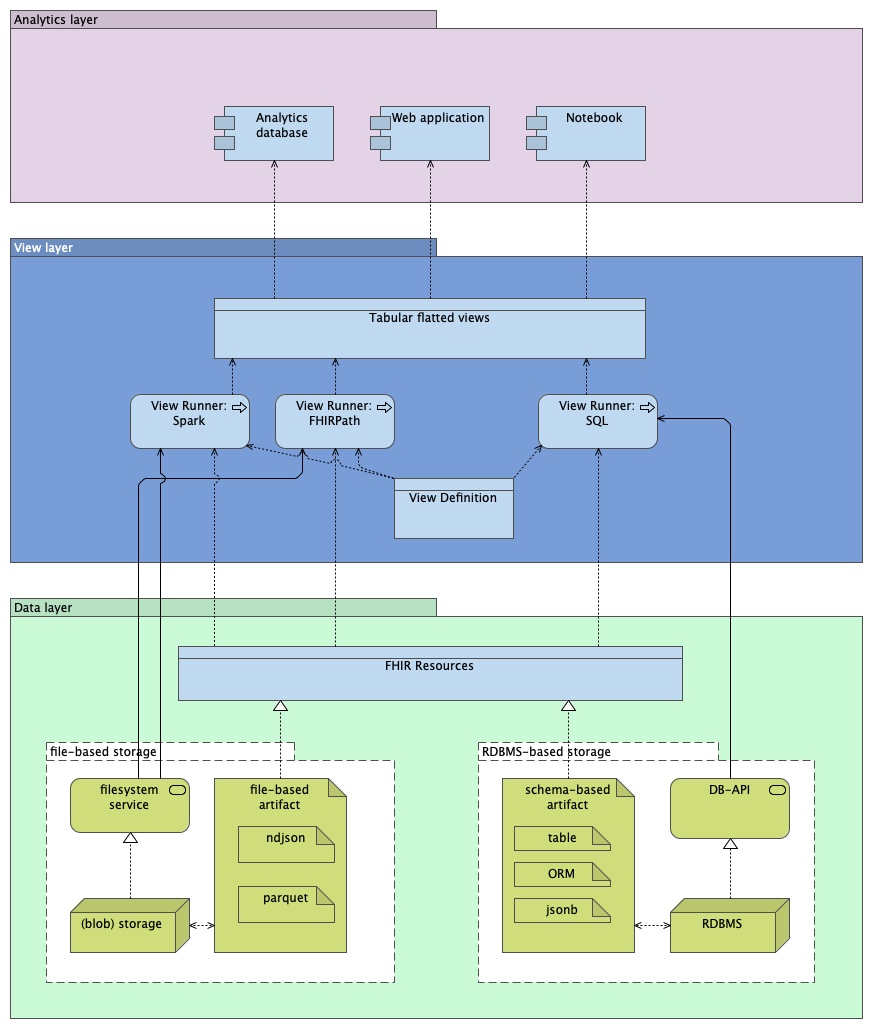 Analytics layer
Analytics
database
Web application
Notebook
View layer
Tabular flatted views
View Runner:
Spark
View Runner:
FHIRPath
View Runner:
SQL
View Definition
Data layer
FHIR Resources
file-based storage
filesystem
service
file-based
artifact
ndjson
parquet
(blob) storage
RDBMS-based storage
schema-based
artifact
table
ORM
jsonb
DB-API
RDBMS